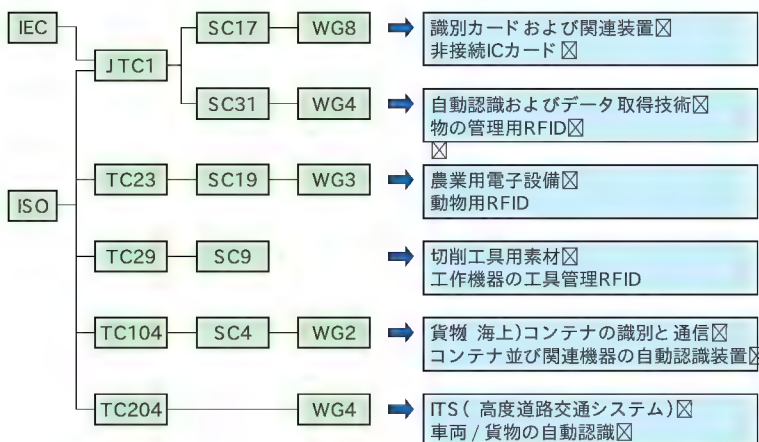 IEC
SC17
WG8
識別カードおよび関連装置
非接続ICカード
JTC1
SC31
WG4
自動認識およびデータ取得技術
物の管理用RFID
ISO
TC23
SC19
WG3
農業用電子設備
動物用RFID
TC29
SC9
切削工具用素材
工作機器の工具管理RFID
TC104
SC4
WG2
貨物 海上)コンテナの識別と通信
コンテナ並び関連機器の自動認識装置
TC204
WG4
ITS(高度道路交通システム)
車両/貨物の自動認識